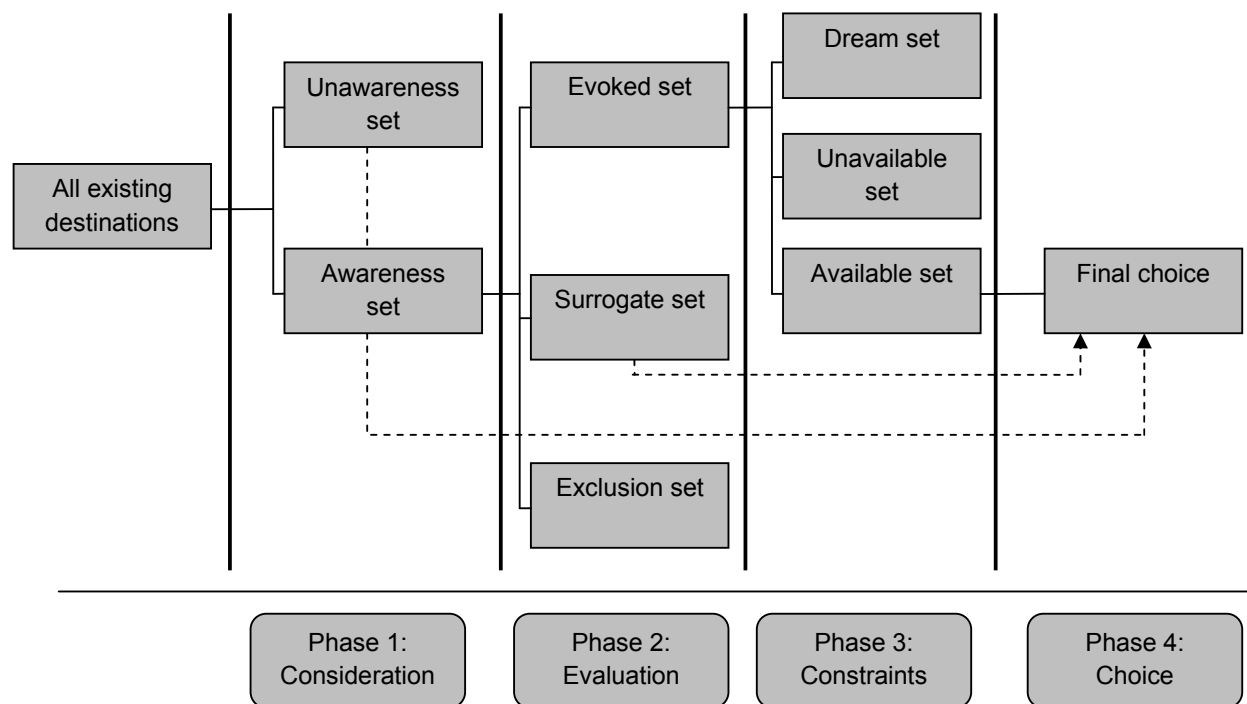 All existing
destinations
Unawareness
set
Awareness
set
Evoked set
Surrogate set
Exclusion set
Dream set
Unavailable
set
Available set
Final choice
Phase 1:
Consideration
Phase 2:
Evaluation
Phase 3:
Constraints
Phase 4:
Choice